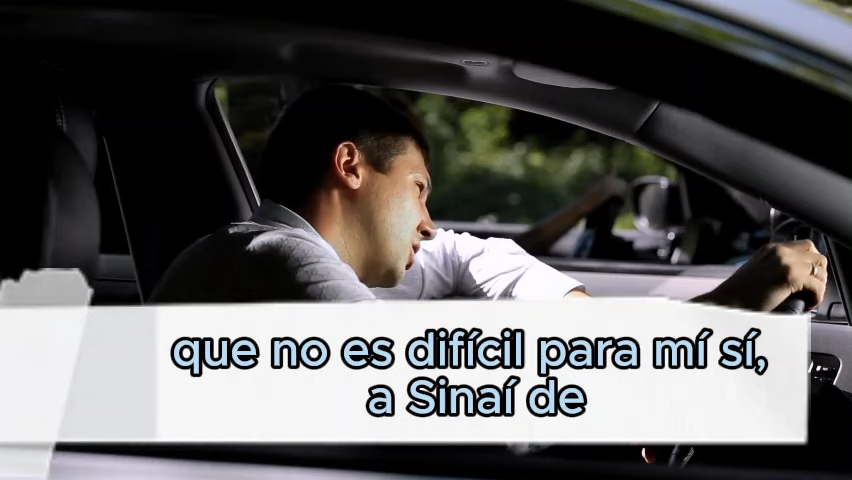 que no es difícil para mí sí,
a Sinaí de